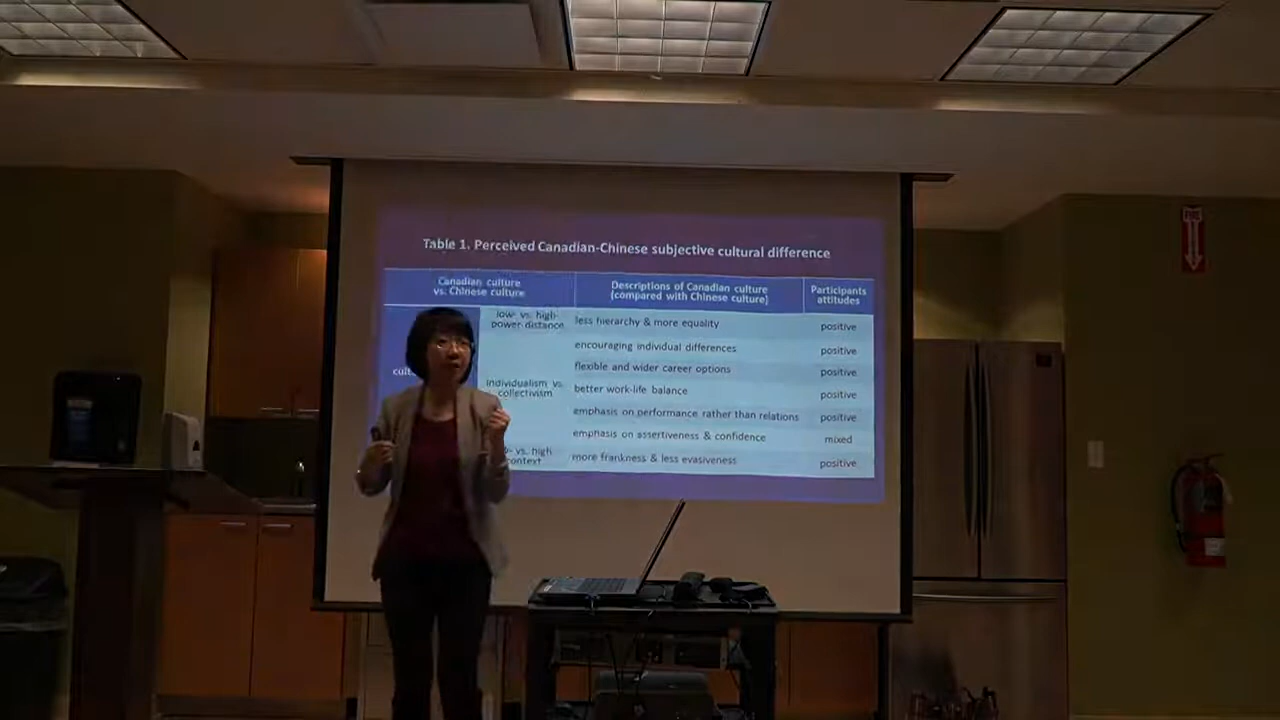 Table 1. Perceived Canadian-Chinese subjective cultural difference
Canadian culture
vs. Chinese culture
Descriptions of Canadian culture
(compared with Chinese culture)
Participants
attitudes
low- vs. high-
power distance
less hierarchy & more equality
positive
encouraging individual differences
positive
flexible and wider career options
positive
individualism vs.
collectivism
better work-life balance
positive
emphasis on performance rather than relations
positive
emphasis on assertiveness & confidence
mixed
vs. high
context
more frankness & less evasiveness
positive